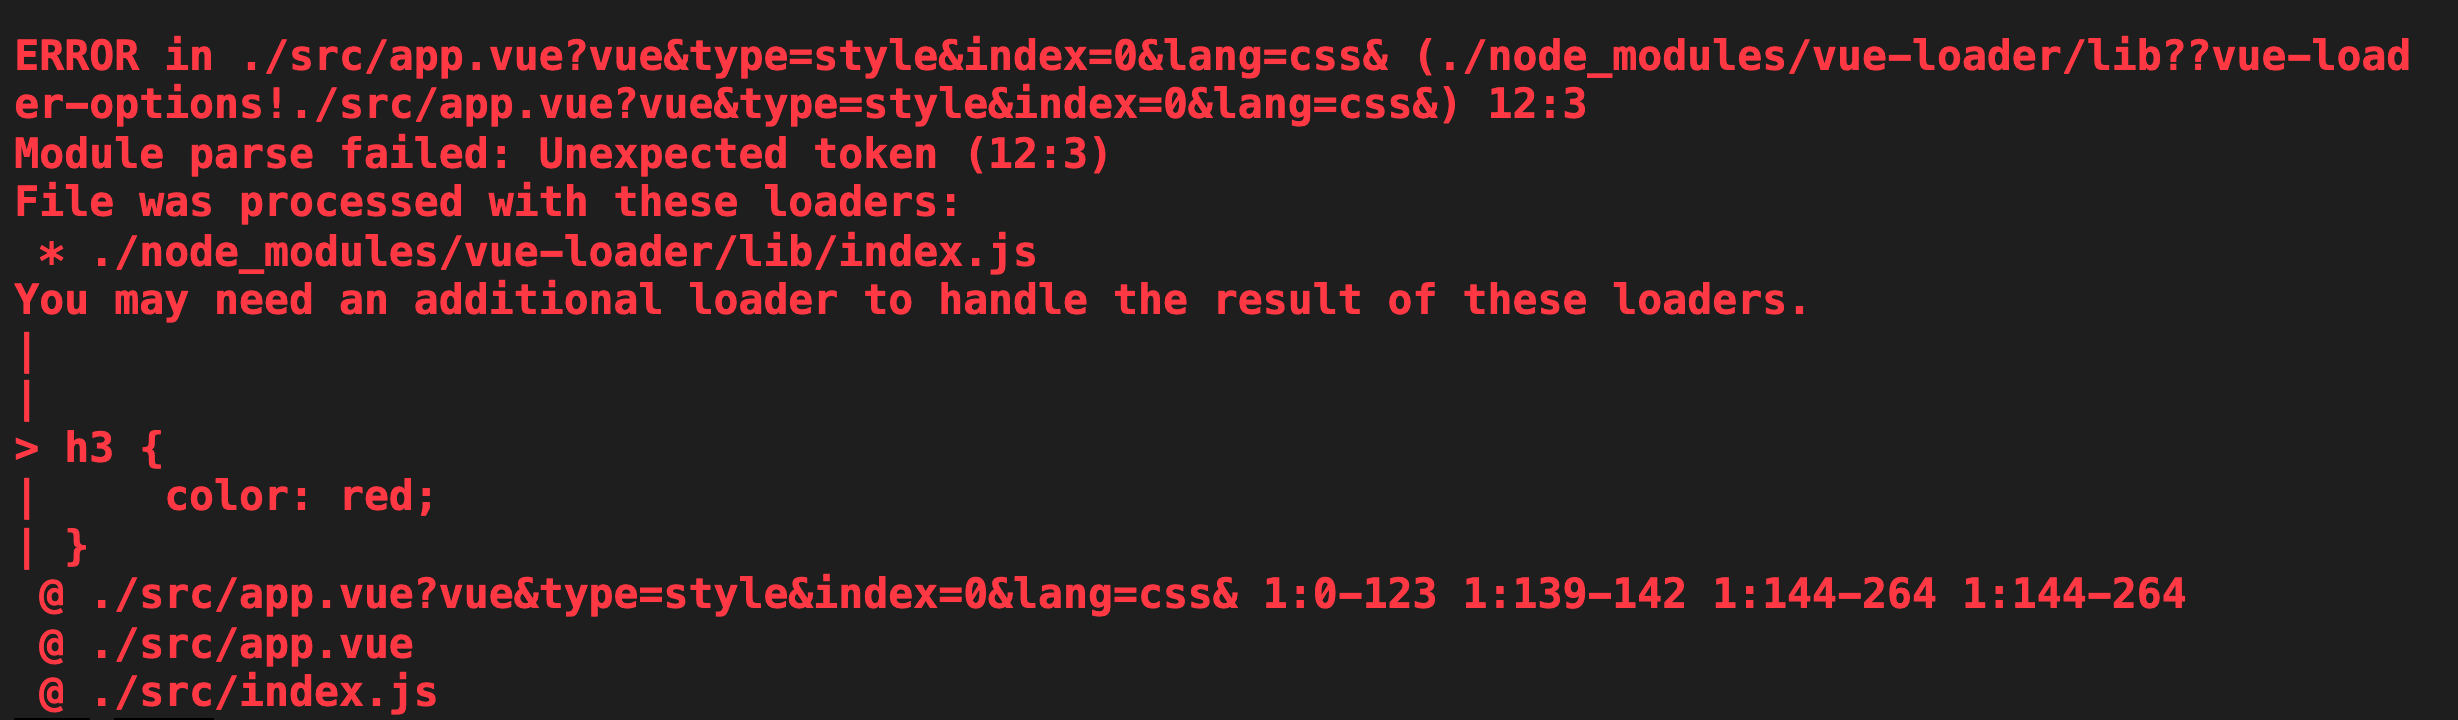 ERROR in ./src/app.vue?vue&type=style&index=0&lang=css& (./node_modules/vue-loader/lib??vue-load
er-options!./src/app.vue?vue&type=style&index=0&lang=css&) 12:3
Module parse failed: Unexpected token (12:3)
File was processed with these loaders:
 * ./node_modules/vue-loader/lib/index.js
You may need an additional loader to handle the result of these loaders.
|
|
> h3 {
|     color: red;
| }
 @ ./src/app.vue?vue&type=style&index=0&lang=css& 1:0-123 1:139-142 1:144-264 1:144-264
 @ ./src/app.vue
 @ ./src/index.js